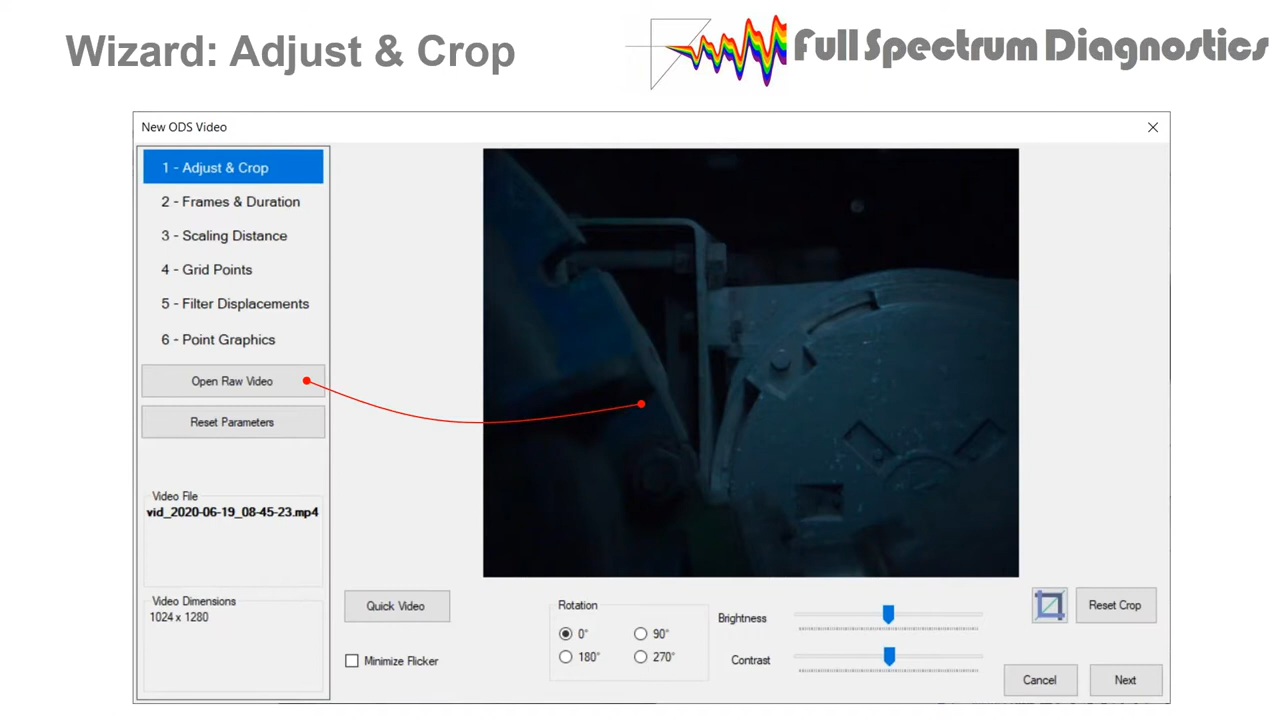 Wizard: Adjust & Crop
Full Spectrum Diagnostics
New ODS Video
1 - Adjust & Crop
2 - Frames & Duration
3 - Scaling Distance
4 - Grid Points
5 - Filter Displacements
6 - Point Graphics
Open Raw Video
Reset Parameters
Video File
vid_2020-06-19_08-45-23.mp4
Video Dimensions
1024 x 1280
Quick Video
Minimize Flicker
Rotation
0°
90°
180°
270°
Brightness
Contrast
Reset Crop
Cancel
Next